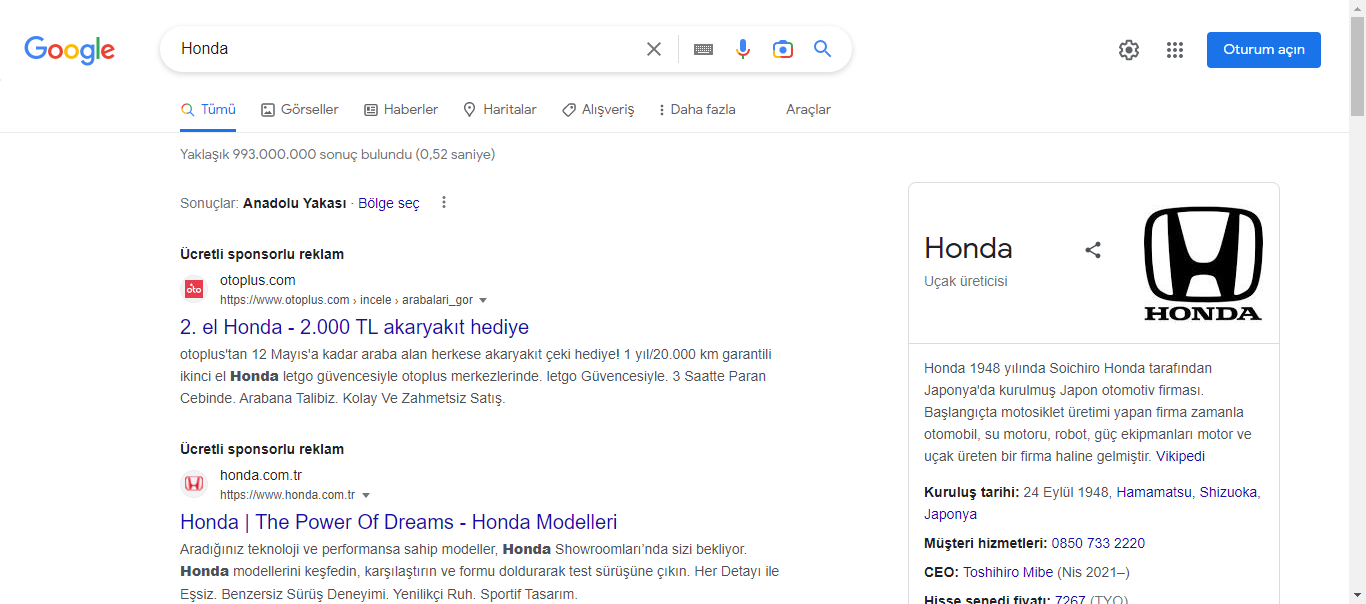 Google
Honda
Oturum açın
Tümü
Görseller
Haberler
Haritalar
Alışveriş
Daha fazla
Araçlar
Yaklaşık 993.000.000 sonuç bulundu (0,52 saniye)
Sonuçlar: Anadolu Yakası · Bölge seç
Ücretli sponsorlu reklam
oto
otoplus.com
https://www.otoplus.com › incele › arabalari_gor
2. el Honda - 2.000 TL akaryakıt hediye
otoplus'tan 12 Mayıs'a kadar araba alan herkese akaryakıt çeki hediye! 1 yıl/20.000 km garantili
ikinci el Honda letgo güvencesiyle otoplus merkezlerinde. letgo Güvencesiyle. 3 Saatte Paran
Cebinde. Arabana Talibiz. Kolay Ve Zahmetsiz Satış.
Ücretli sponsorlu reklam
honda.com.tr
https://www.honda.com.tr
Honda | The Power Of Dreams - Honda Modelleri
Aradığınız teknoloji ve performansa sahip modeller, Honda Showroomları’nda sizi bekliyor.
Honda modellerini keşfedin, karşılaştırın ve formu doldurarak test sürüşüne çıkın. Her Detayı ile
Eşsiz. Benzersiz Sürüş Deneyimi. Yenilikçi Ruh. Sportif Tasarım.
Honda
Uçak üreticisi
HONDA
Honda 1948 yılında Soichiro Honda tarafından
Japonya'da kurulmuş Japon otomotiv firması.
Başlangıçta motosiklet üretimi yapan firma zamanla
otomobil, su motoru, robot, güç ekipmanları motor ve
uçak üreten bir firma haline gelmiştir. Vikipedi
Kuruluş tarihi: 24 Eylül 1948, Hamamatsu, Shizuoka,
Japonya
Müşteri hizmetleri: 0850 733 2220
CEO: Toshihiro Mibe (Nis 2021–)
Hisse senedi fiyatı: 7267 (TYO)